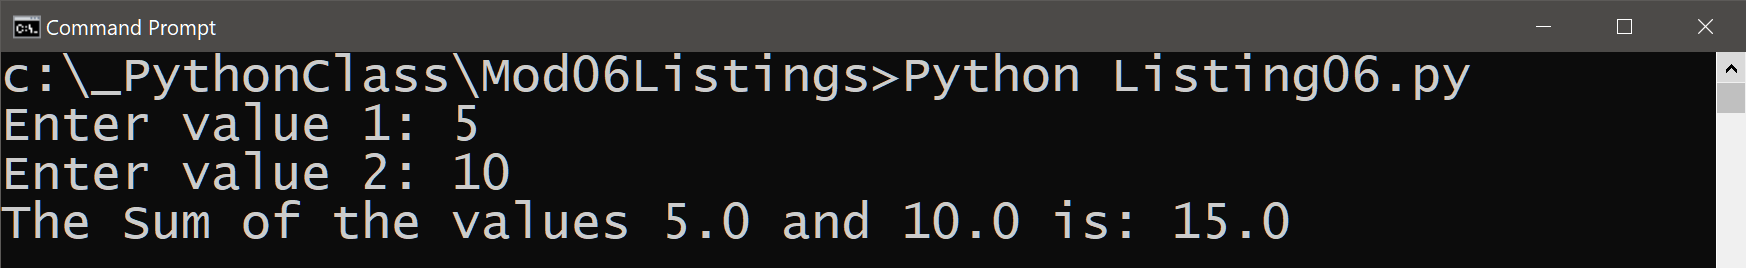 Command Prompt
c:\_PythonClass\Mod06Listings>Python Listing06.py
Enter value 1: 5
Enter value 2: 10
The Sum of the values 5.0 and 10.0 is: 15.0